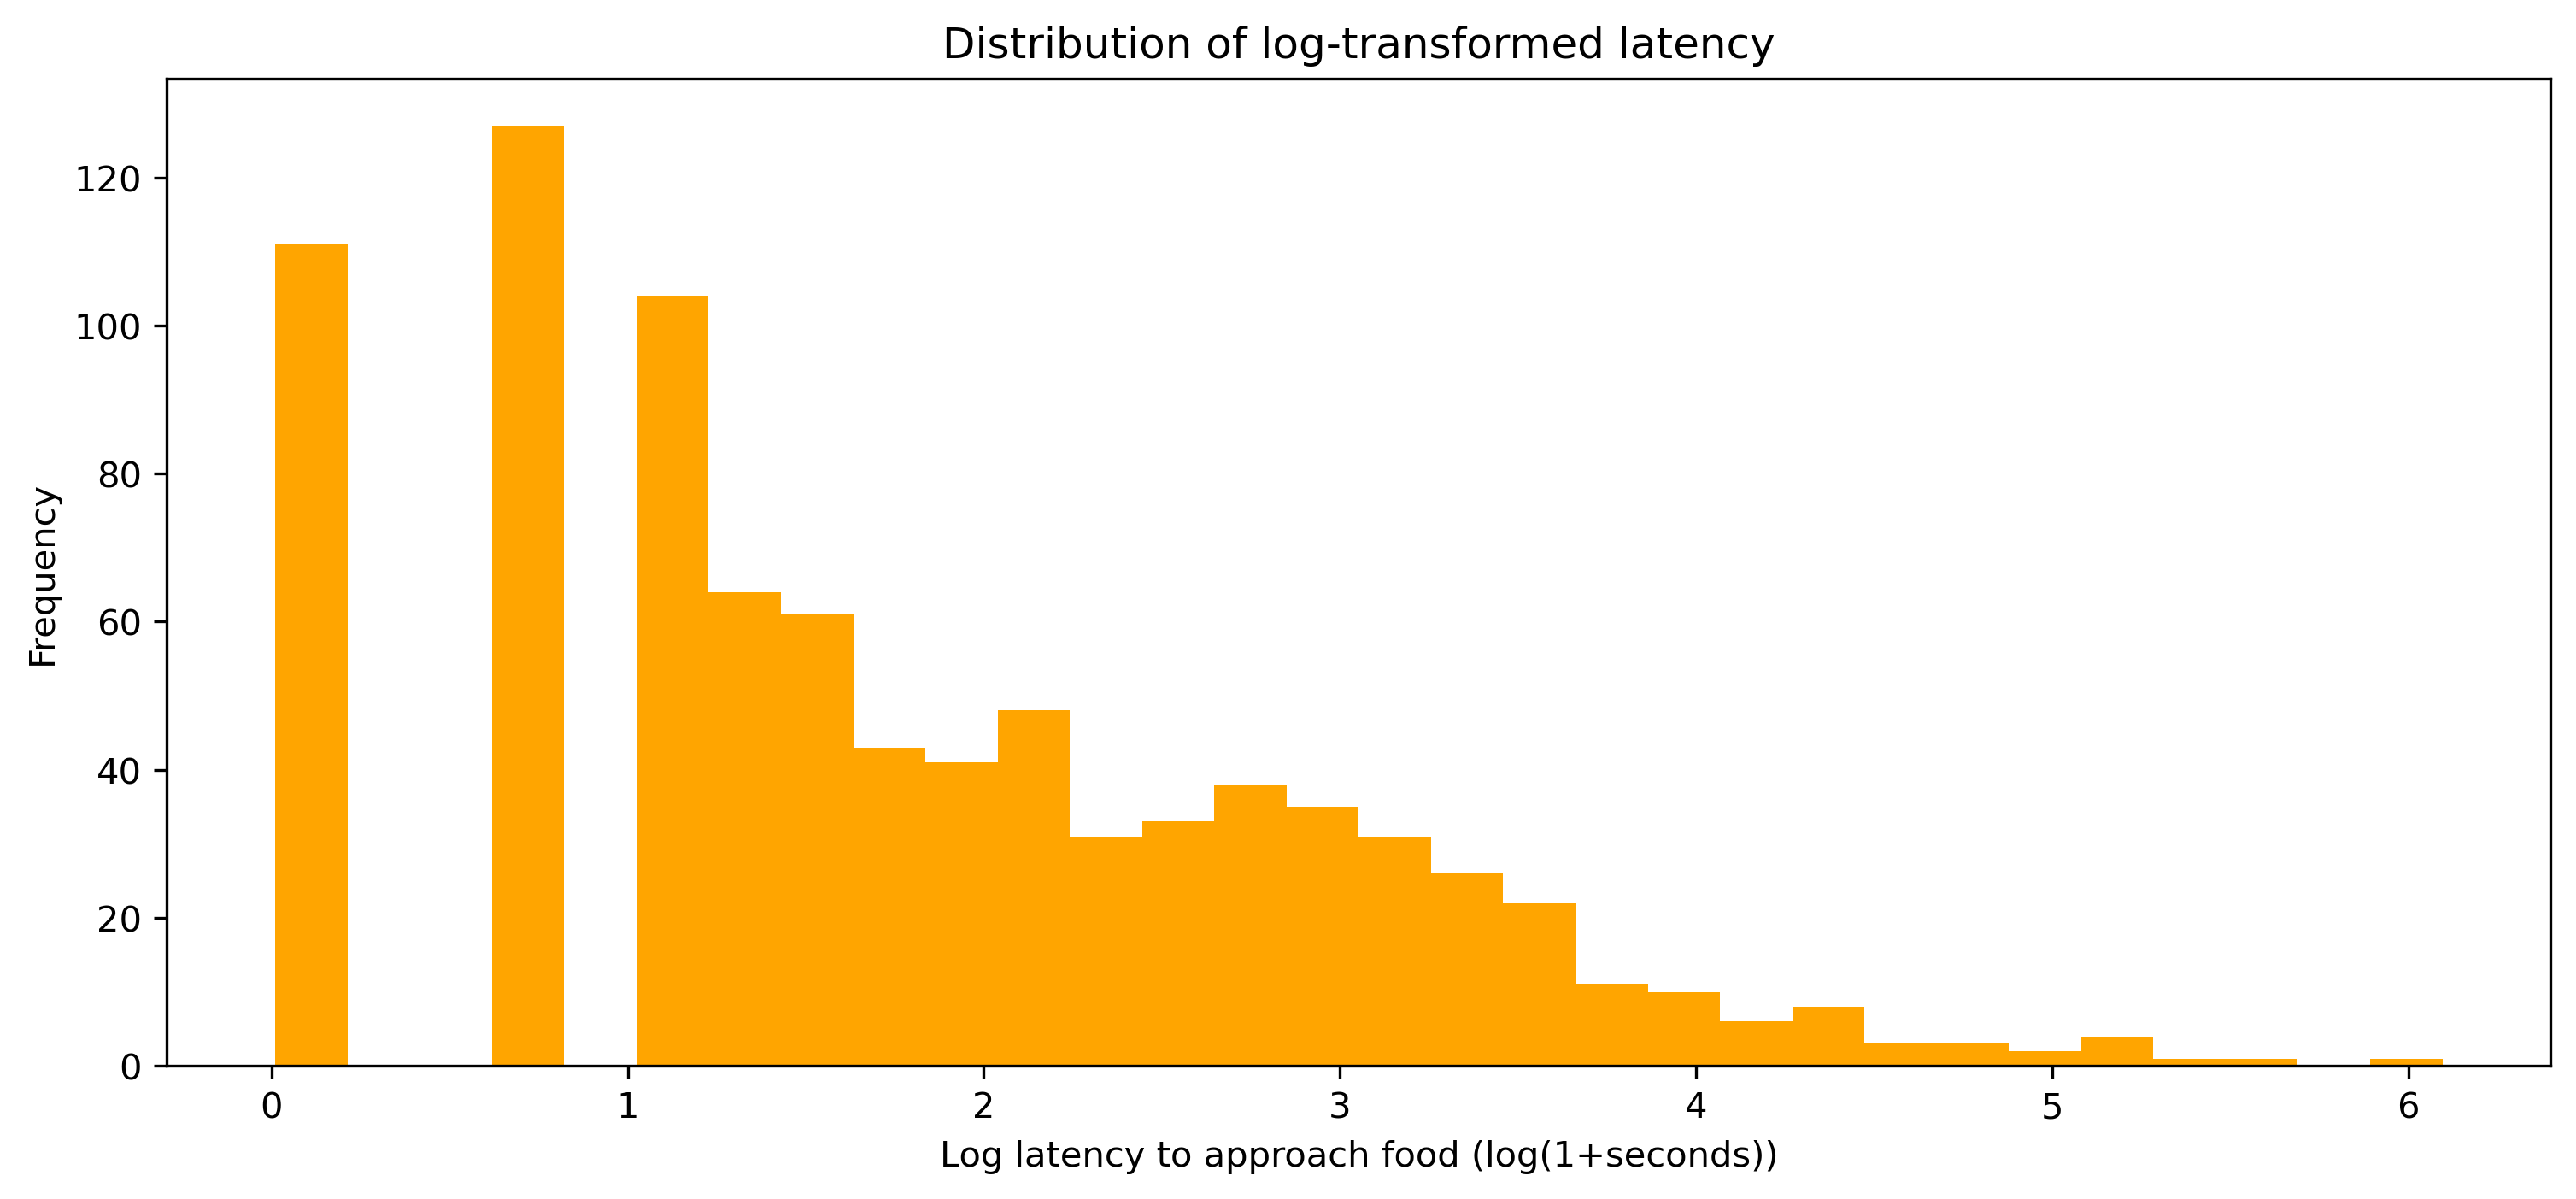 Distribution of log-transformed latency
120
100
80
60
40
20
0
Frequency
0 1 2 3 4 5 6
Log latency to approach food (log(1+seconds))